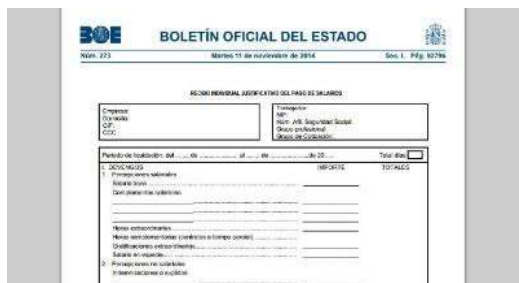 BOE
BOLETÍN OFICIAL DEL ESTADO
Núm. 273
Martes 11 de noviembre de 2014
Sec. I. Pág. 92796
RECIBO INDIVIDUAL JUSTIFICATIVO DEL PAGO DE SALARIOS
Empresa:
Domicilio:
CIF:
CCC:
Trabajador:
NIF:
Núm. Afil. Seguridad Social:
Grupo profesional:
Grupo de Cotización:
Período de liquidación: del ...... de .................. al ...... de .................. de 20......
Total días
I. DEVENGOS
IMPORTE
TOTALES
1. Percepciones salariales
Salario base
Complementos salariales
Horas extraordinarias
Horas complementarias (contratos a tiempo parcial)
Gratificaciones extraordinarias
Salario en especie
2. Percepciones no salariales
Indemnizaciones o suplidos